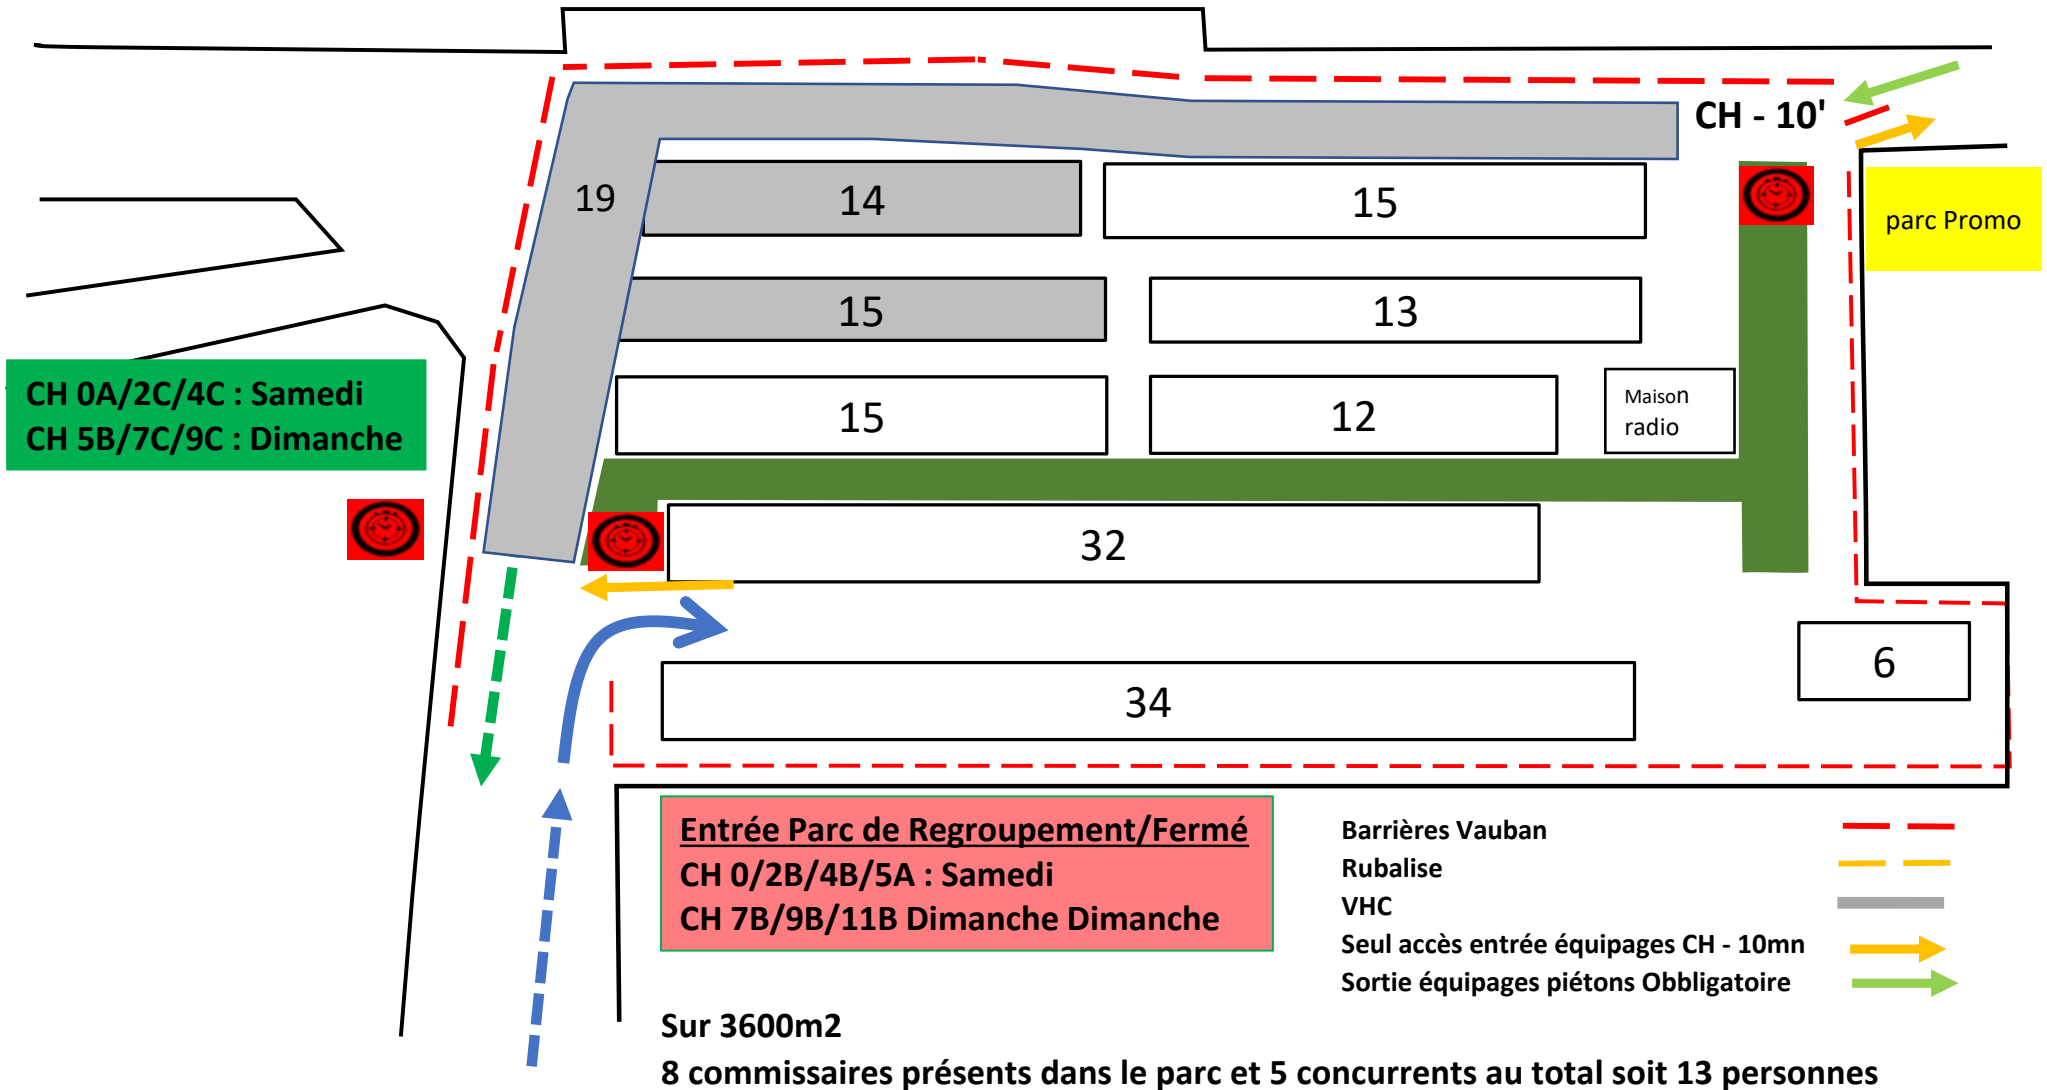 CH - 10'
19
14
15
parc Promo
15
13
CH 0A/2C/4C : Samedi
CH 5B/7C/9C : Dimanche
15
12
Maison
radio
32
6
34
Entrée Parc de Regroupement/Fermé
CH 0/2B/4B/5A : Samedi
CH 7B/9B/11B Dimanche Dimanche
Barrières Vauban
Rubalise
VHC
Seul accès entrée équipages CH - 10mn
Sortie équipages piétons Obbligatoire
Sur 3600m2
8 commissaires présents dans le parc et 5 concurrents au total soit 13 personnes